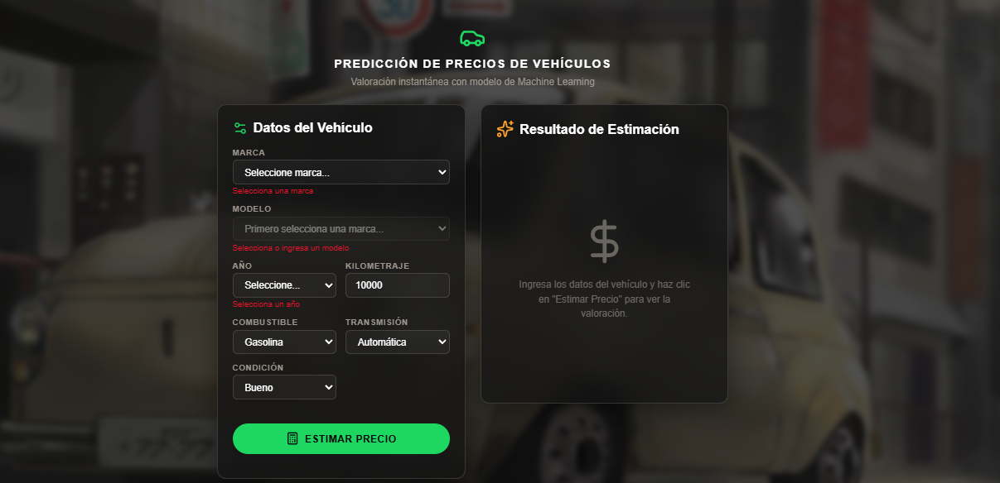 PREDICCIÓN DE PRECIOS DE VEHÍCULOS
Valoración instantánea con modelo de Machine Learning
Datos del Vehículo
MARCA
Seleccione marca...
Selecciona una marca
MODELO
Primero selecciona una marca...
Selecciona o ingresa un modelo
AÑO
Seleccione...
Selecciona un año
KILOMETRAJE
10000
COMBUSTIBLE
Gasolina
TRANSMISIÓN
Automática
CONDICIÓN
Bueno
ESTIMAR PRECIO
Resultado de Estimación
$
Ingresa los datos del vehículo y haz clic
en "Estimar Precio" para ver la
valoración.